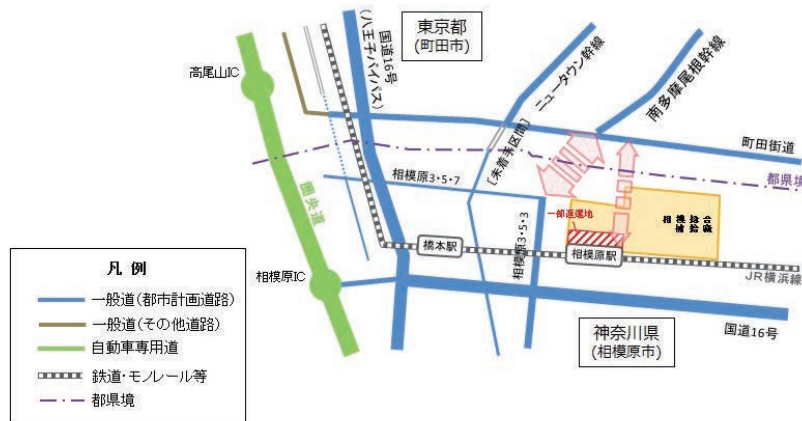 東京都
(町田市)
国道16号
(八王子バイパス)
高尾山IC
ニュータウン幹線
[未着手区間]
南多摩尾根幹線
町田街道
都県境
相模原3・5・7
圏央道
一部返還地
相模総合
補給廠
相模原3・5・3
橋本駅
相模原駅
JR横浜線
相模原IC
国道16号
神奈川県
(相模原市)
凡例
一般道(都市計画道路)
一般道(その他道路)
自動車専用道
鉄道・モノレール等
都県境